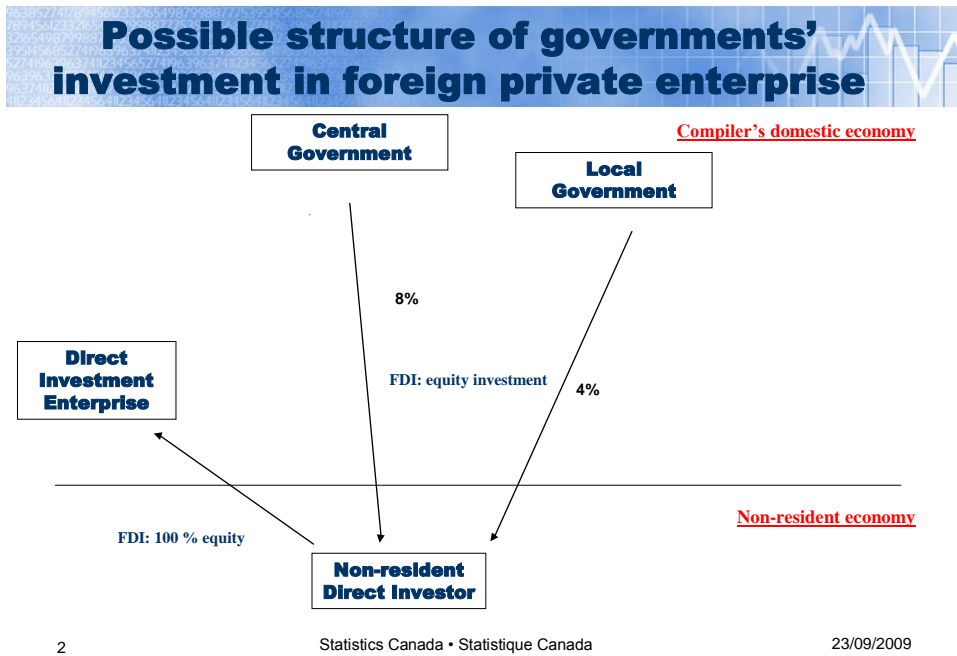 Possible structure of governments'
investment in foreign private enterprise
Central
Government
Compiler's domestic economy
Local
Government
8%
Direct
Investment
Enterprise
FDI: equity investment
4%
Non-resident economy
FDI: 100 % equity
Non-resident
Direct Investor
2
Statistics Canada • Statistique Canada
23/09/2009